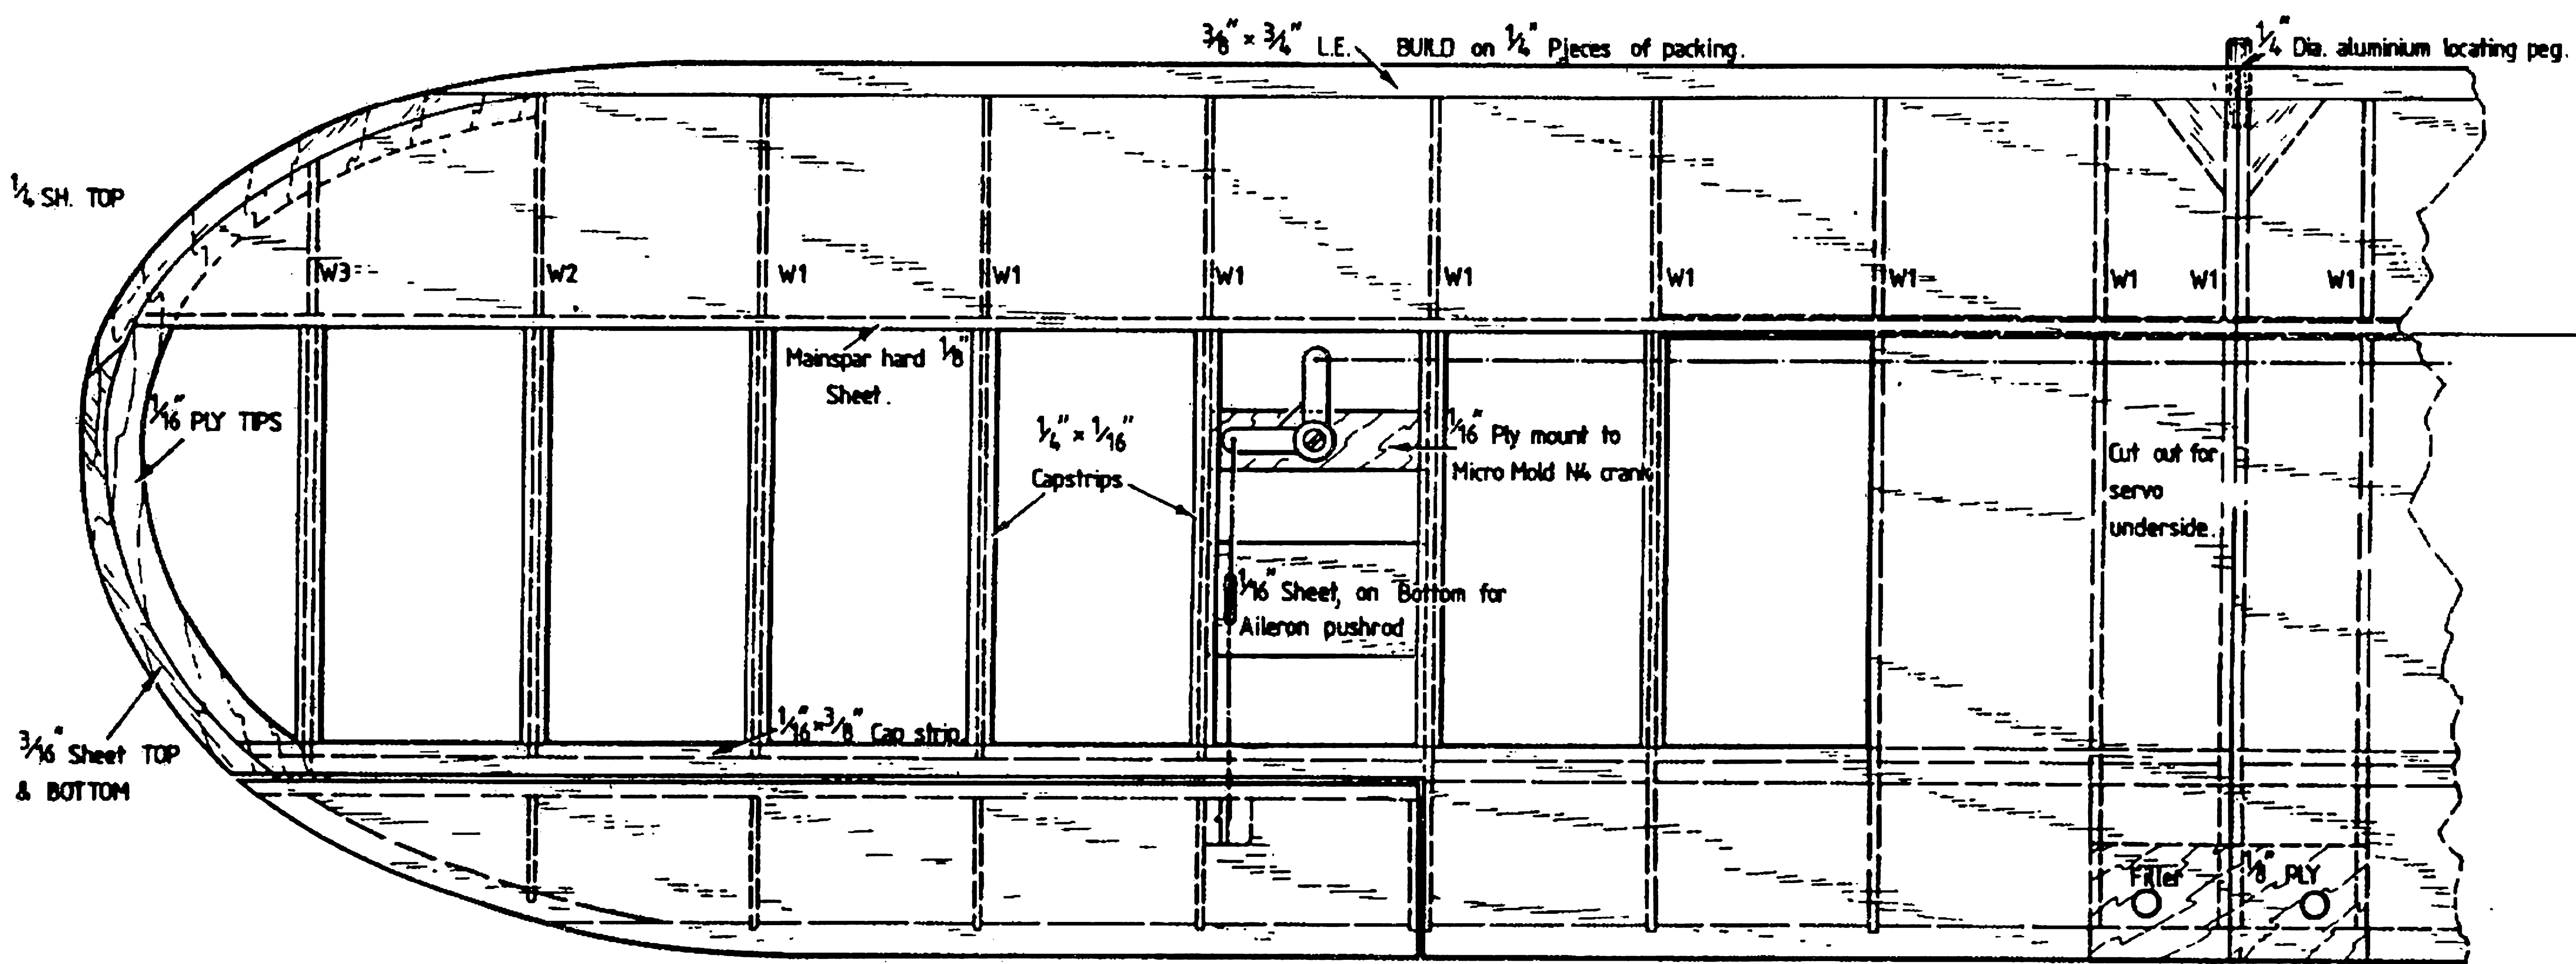 3/8" × 3/4" L.E. BUILD on 1/4" Pieces of packing.
1/4" Dia. aluminium locating peg.
1/4 SH. TOP
W3
W2
W1
W1
W1
W1
W1
W1
W1
W1
W1
Mainspar hard 1/8"
Sheet.
1/16" PLY TIPS
1/4" × 1/16"
Capstrips
1/16" Ply mount to
Micro Mold N4 crank
Cut out for
servo
underside.
1/16" Sheet, on Bottom for
Aileron pushrod
1/16" × 3/8" Cap strip
3/16" Sheet TOP
& BOTTOM
Filler
1/8" PLY